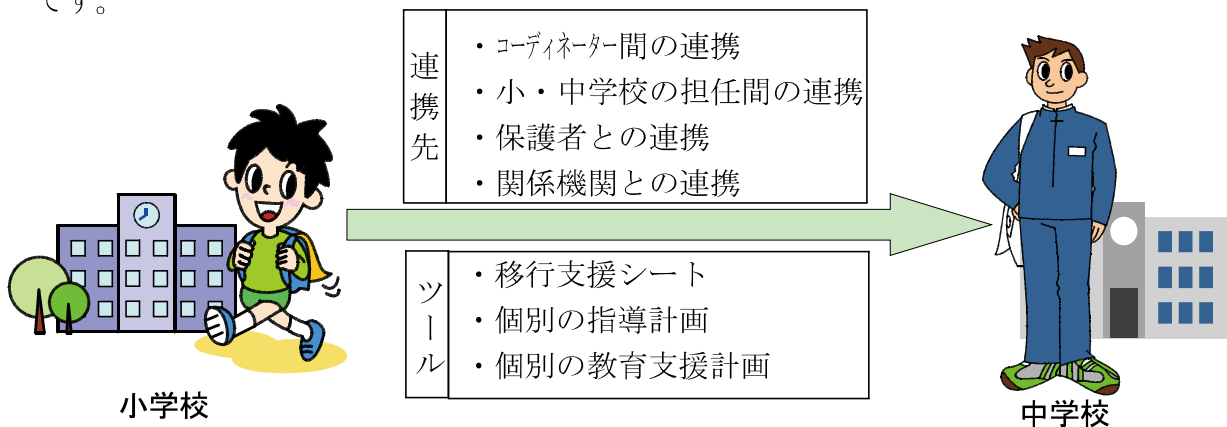 です。
連携先
・ｺｰﾃﾞｨﾈｰﾀｰ間の連携
・小・中学校の担任間の連携
・保護者との連携
・関係機関との連携
ツール
・移行支援シート
・個別の指導計画
・個別の教育支援計画
小学校
中学校